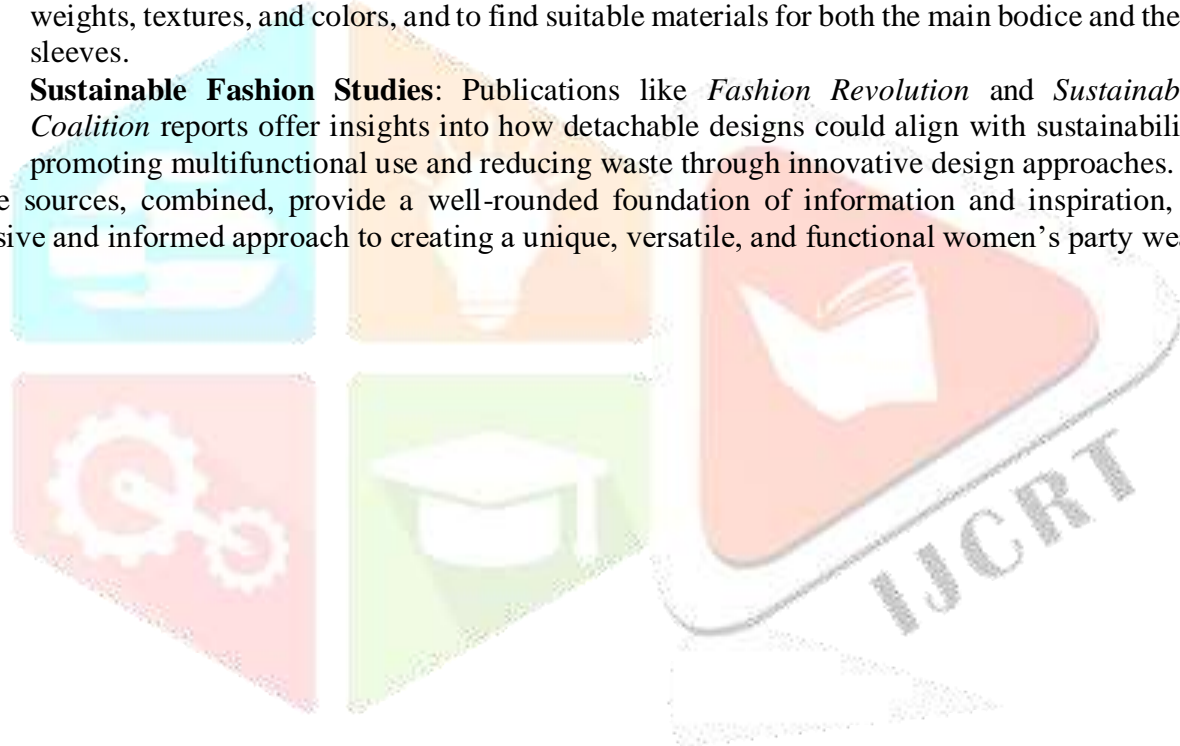 weights, textures, and colors, and to find suitable materials for both the main bodice and the
sleeves.
Sustainable Fashion Studies: Publications like Fashion Revolution and Sustainab
Coalition reports offer insights into how detachable designs could align with sustainabili
promoting multifunctional use and reducing waste through innovative design approaches.
e sources, combined, provide a well-rounded foundation of information and inspiration,
sive and informed approach to creating a unique, versatile, and functional women's party wea
IJCRT